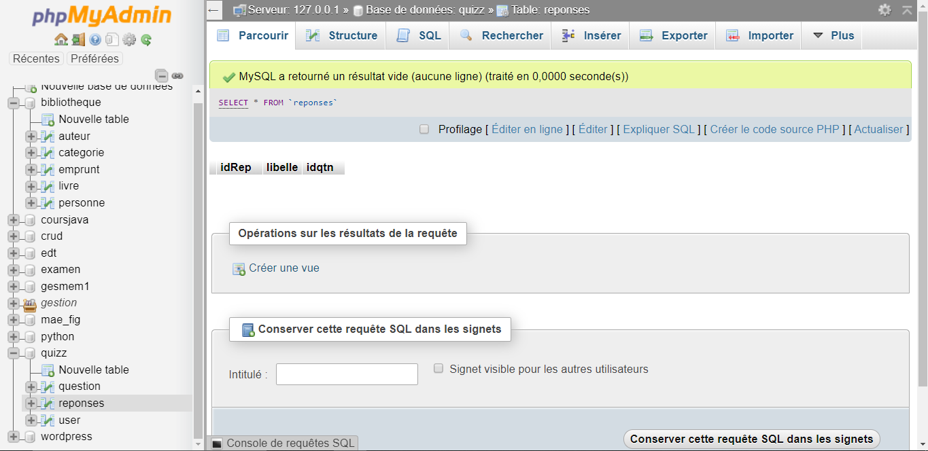 phpMyAdmin
Récentes Préférées
Nouvelle base de données
bibliotheque
Nouvelle table
auteur
categorie
emprunt
livre
personne
coursjava
crud
edt
examen
gesmem1
gestion
mae_fig
python
quizz
Nouvelle table
question
reponses
user
wordpress
Serveur: 127.0.0.1 » Base de données: quizz » Table: reponses
Parcourir Structure SQL Rechercher Insérer Exporter Importer Plus
MySQL a retourné un résultat vide (aucune ligne) (traité en 0,0000 seconde(s))
SELECT * FROM `reponses`
Profilage [ Éditer en ligne ] [ Éditer ] [ Expliquer SQL ] [ Créer le code source PHP ] [ Actualiser ]
idRep libelle idqtn
Opérations sur les résultats de la requête
Créer une vue
Conserver cette requête SQL dans les signets
Intitulé : Signet visible pour les autres utilisateurs
Console de requêtes SQL
Conserver cette requête SQL dans les signets